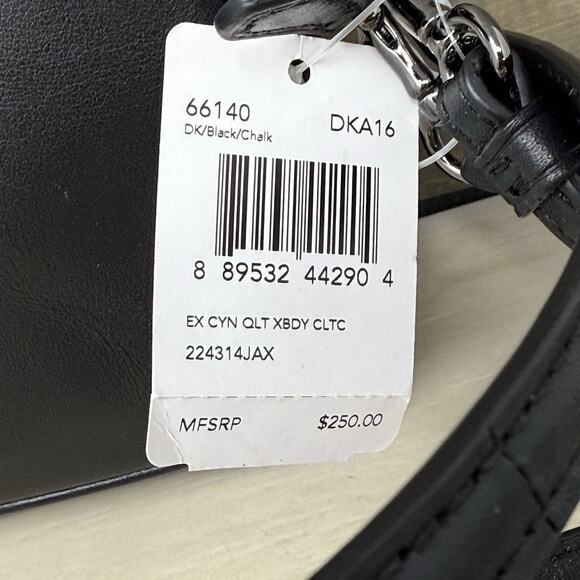 66140 DKA16
DK/Black/Chalk
8 89532 44290 4
EX CYN QLT XBDY CLTC
224314JAX
MFSRP $250.00